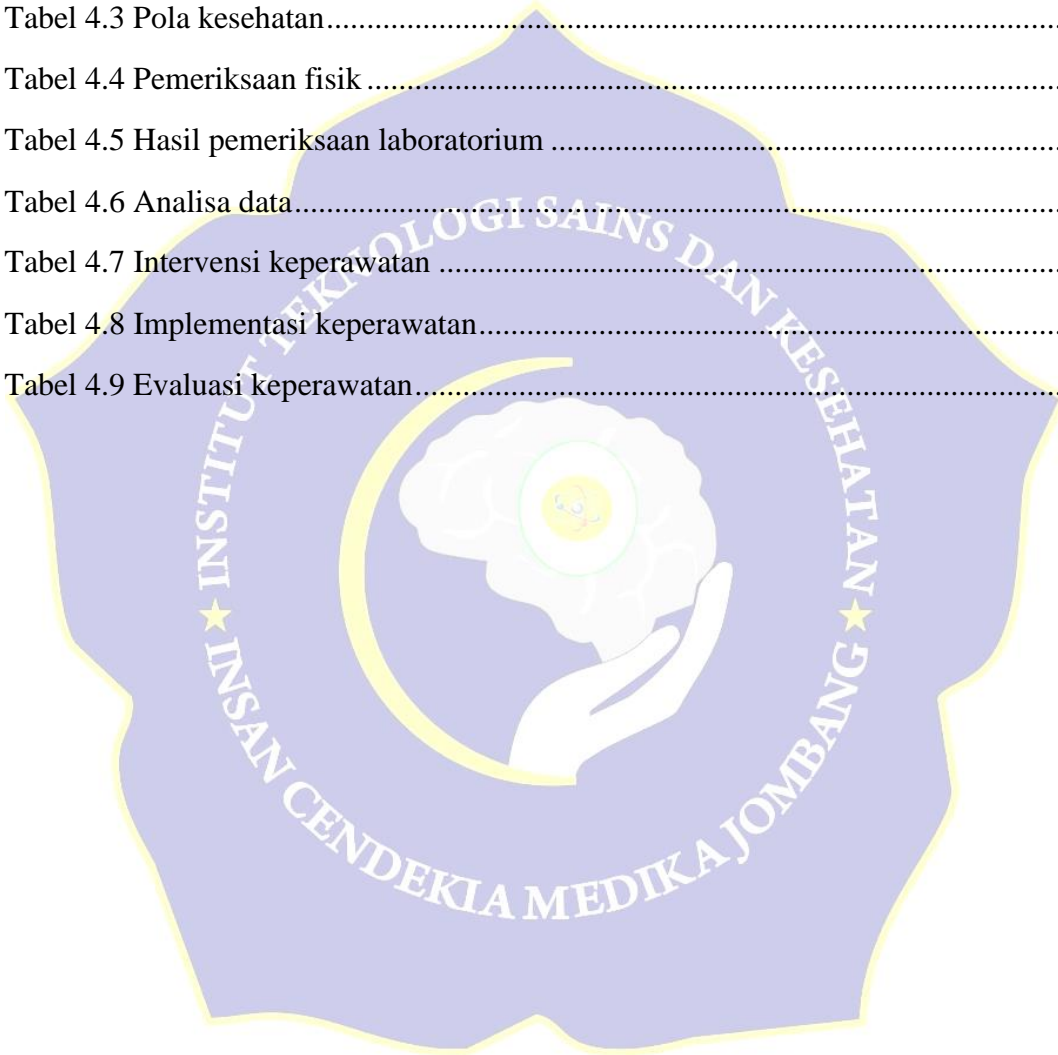 Tabel 4.3 Pola kesehatan........................................................................
Tabel 4.4 Pemeriksaan fisik ....................................................................
Tabel 4.5 Hasil pemeriksaan laboratorium ..................................................
Tabel 4.6 Analisa data............................................................................
Tabel 4.7 Intervensi keperawatan .............................................................
Tabel 4.8 Implementasi keperawatan.........................................................
Tabel 4.9 Evaluasi keperawatan................................................................
INSTITUT TEKNOLOGI SAINS DAN KESEHATAN
★ INSAN CENDEKIA MEDIKA JOMBANG ★